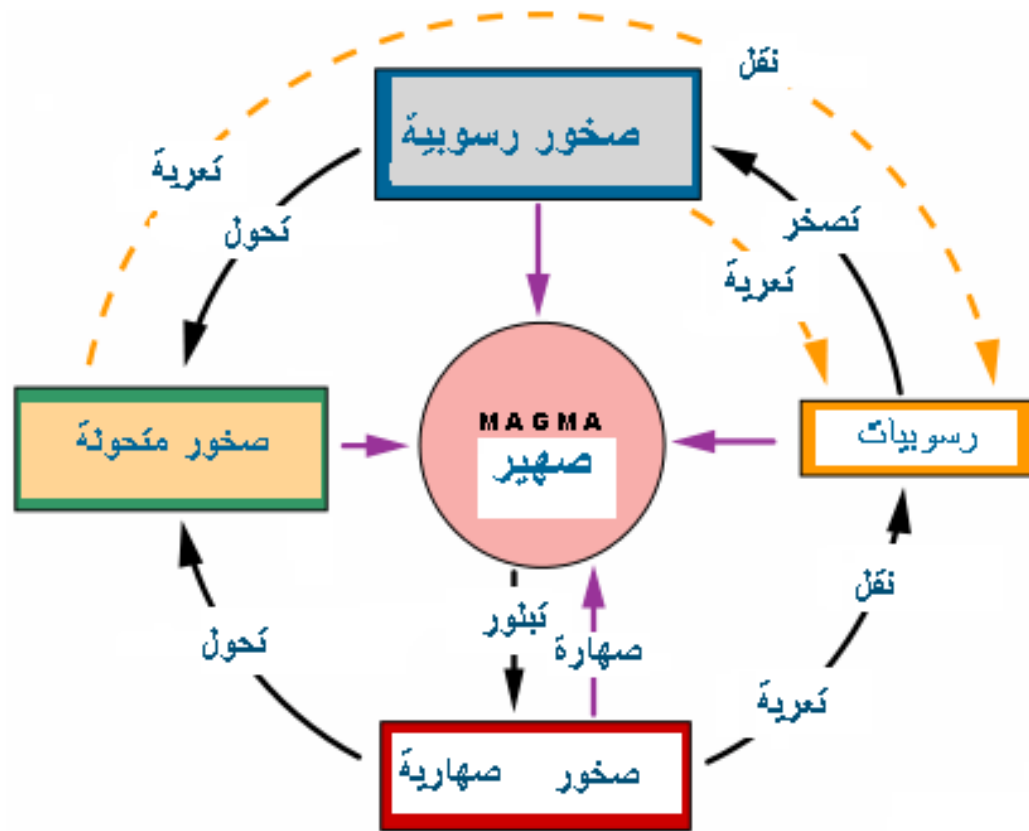 نقل
صخور رسوبية
تعرية
تحول
تصخر
تعرية
صخور متحولة
MAGMA
صهير
رسوبيات
تبلور
صهارة
نقل
تحول
تعرية
صخور صهارية